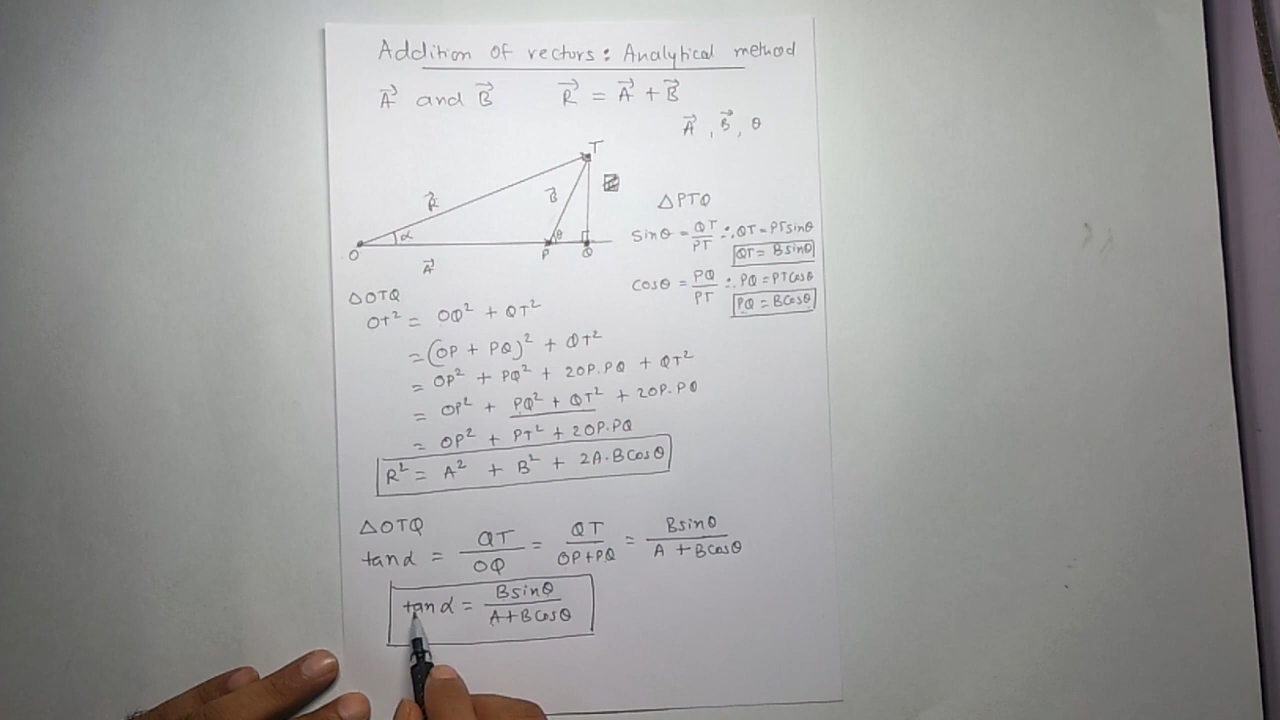 Addition of vectors: Analytical method
A⃗ and B⃗ R⃗ = A⃗ + B⃗
A⃗, B⃗, θ
T
R⃗
B⃗
α
θ
O
P
Q
A⃗
△PTQ
sinθ = QT/PT ∴ QT = PTsinθ
QT = Bsinθ
cosθ = PQ/PT ∴ PQ = PTcosθ
PQ = Bcosθ
△OTQ
OT² = OQ² + QT²
= (OP + PQ)² + QT²
= OP² + PQ² + 2OP.PQ + QT²
= OP² + PQ² + QT² + 2OP.PQ
= OP² + PT² + 2OP.PQ
R² = A² + B² + 2A.Bcosθ
△OTQ
tanα = QT/OQ = QT/OP+PQ = Bsinθ/A + Bcosθ
tanα = Bsinθ/A+Bcosθ